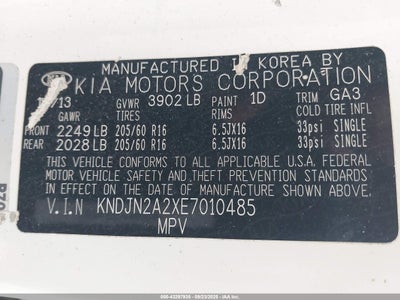 MANUFACTURED IN KOREA BY
KIA MOTORS CORPORATION
/13 GVWR 3902 LB PAINT 1D TRIM GA3
GAWR TIRES RIMS COLD TIRE INFL
FRONT 2249 LB 205/60 R16 6.5JX16 33psi SINGLE
REAR 2028 LB 205/60 R16 6.5JX16 33psi SINGLE
THIS VEHICLE CONFORMS TO ALL APPLICABLE U.S.A. FEDERAL
MOTOR VEHICLE SAFETY AND THEFT PREVENTION STANDARDS
IN EFFECT ON THE DATE OF MANUFACTURE SHOWN ABOVE.
V.I.N KNDJN2A2XE7010485
MPV